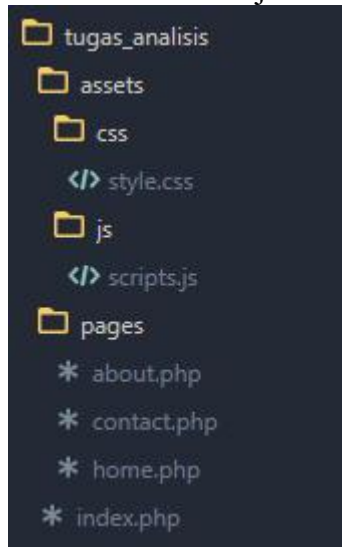 tugas_analisis
assets
css
</> style.css
js
</> scripts.js
pages
* about.php
* contact.php
* home.php
* index.php